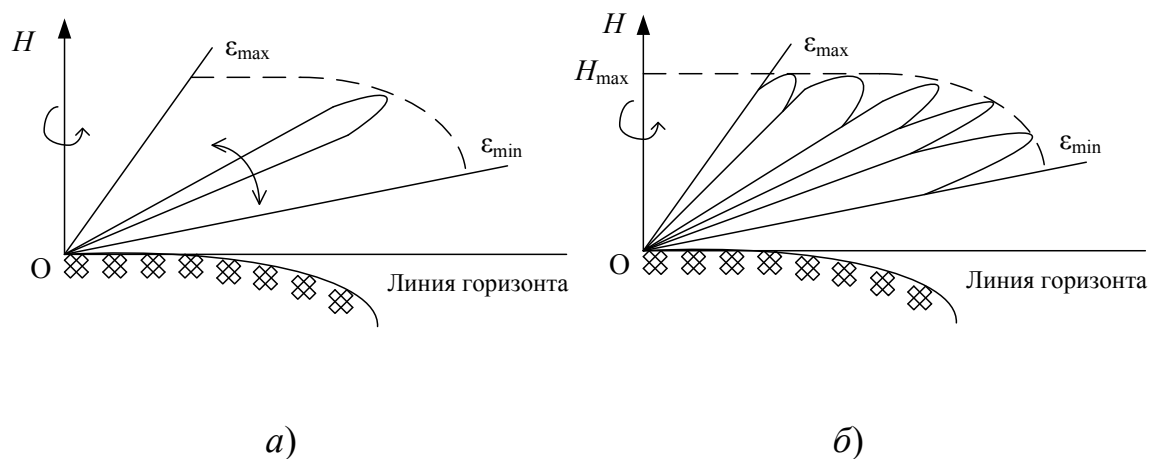 H
εmax
εmin
O
Линия горизонта
а)
H
Hmax
εmax
εmin
O
Линия горизонта
б)